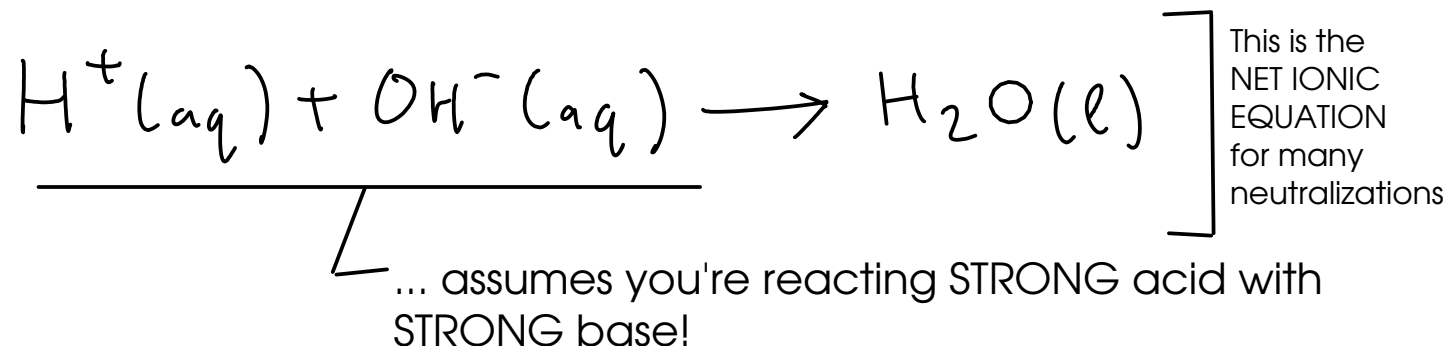 H⁺(aq) + OH⁻(aq) → H₂O(l)
This is the
NET IONIC
EQUATION
for many
neutralizations
... assumes you're reacting STRONG acid with
STRONG base!